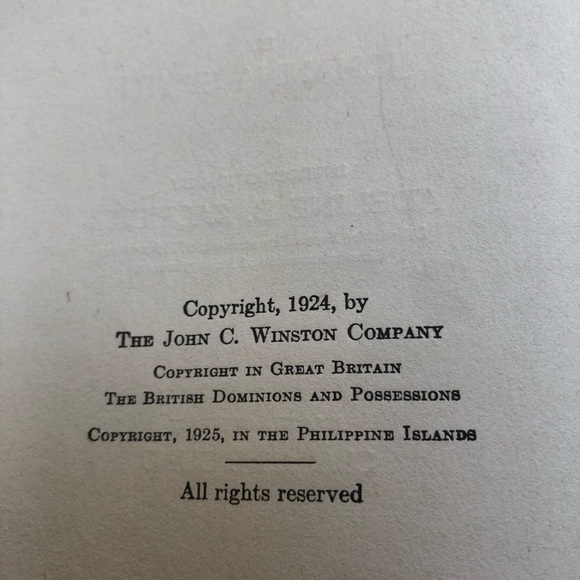 Copyright, 1924, by
The John C. Winston Company
Copyright in Great Britain
The British Dominions and Possessions
Copyright, 1925, in the Philippine Islands
All rights reserved